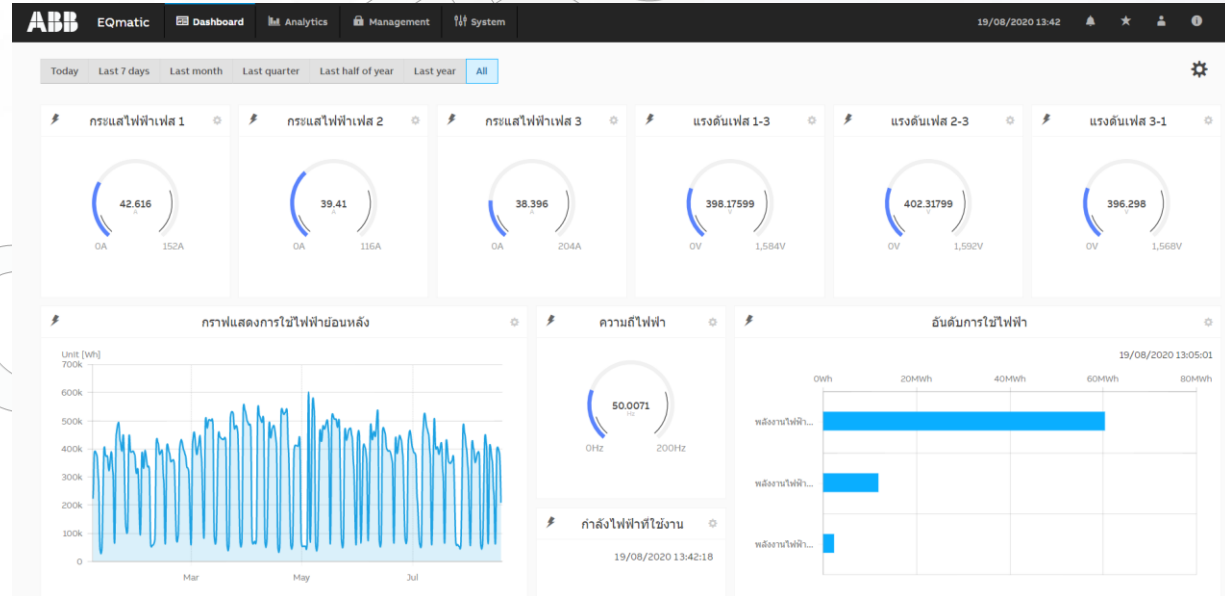 ABB EQmatic Dashboard Analytics Management System 19/08/2020 13:42
Today Last 7 days Last month Last quarter Last half of year Last year All
กระแสไฟฟ้าเฟส 1
42.616
A
0A 152A
กระแสไฟฟ้าเฟส 2
39.41
A
0A 116A
กระแสไฟฟ้าเฟส 3
38.396
A
0A 204A
แรงดันเฟส 1-3
398.17599
V
0V 1,584V
แรงดันเฟส 2-3
402.31799
V
0V 1,592V
แรงดันเฟส 3-1
396.298
V
0V 1,568V
กราฟแสดงการใช้ไฟฟ้าย้อนหลัง
Unit [Wh]
700k
600k
500k
400k
300k
200k
100k
0
Mar May Jul
ความถี่ไฟฟ้า
50.0071
Hz
0Hz 200Hz
กำลังไฟฟ้าที่ใช้งาน
19/08/2020 13:42:18
อันดับการใช้ไฟฟ้า
19/08/2020 13:05:01
0Wh 20MWh 40MWh 60MWh 80MWh
พลังงานไฟฟ้า...
พลังงานไฟฟ้า...
พลังงานไฟฟ้า...